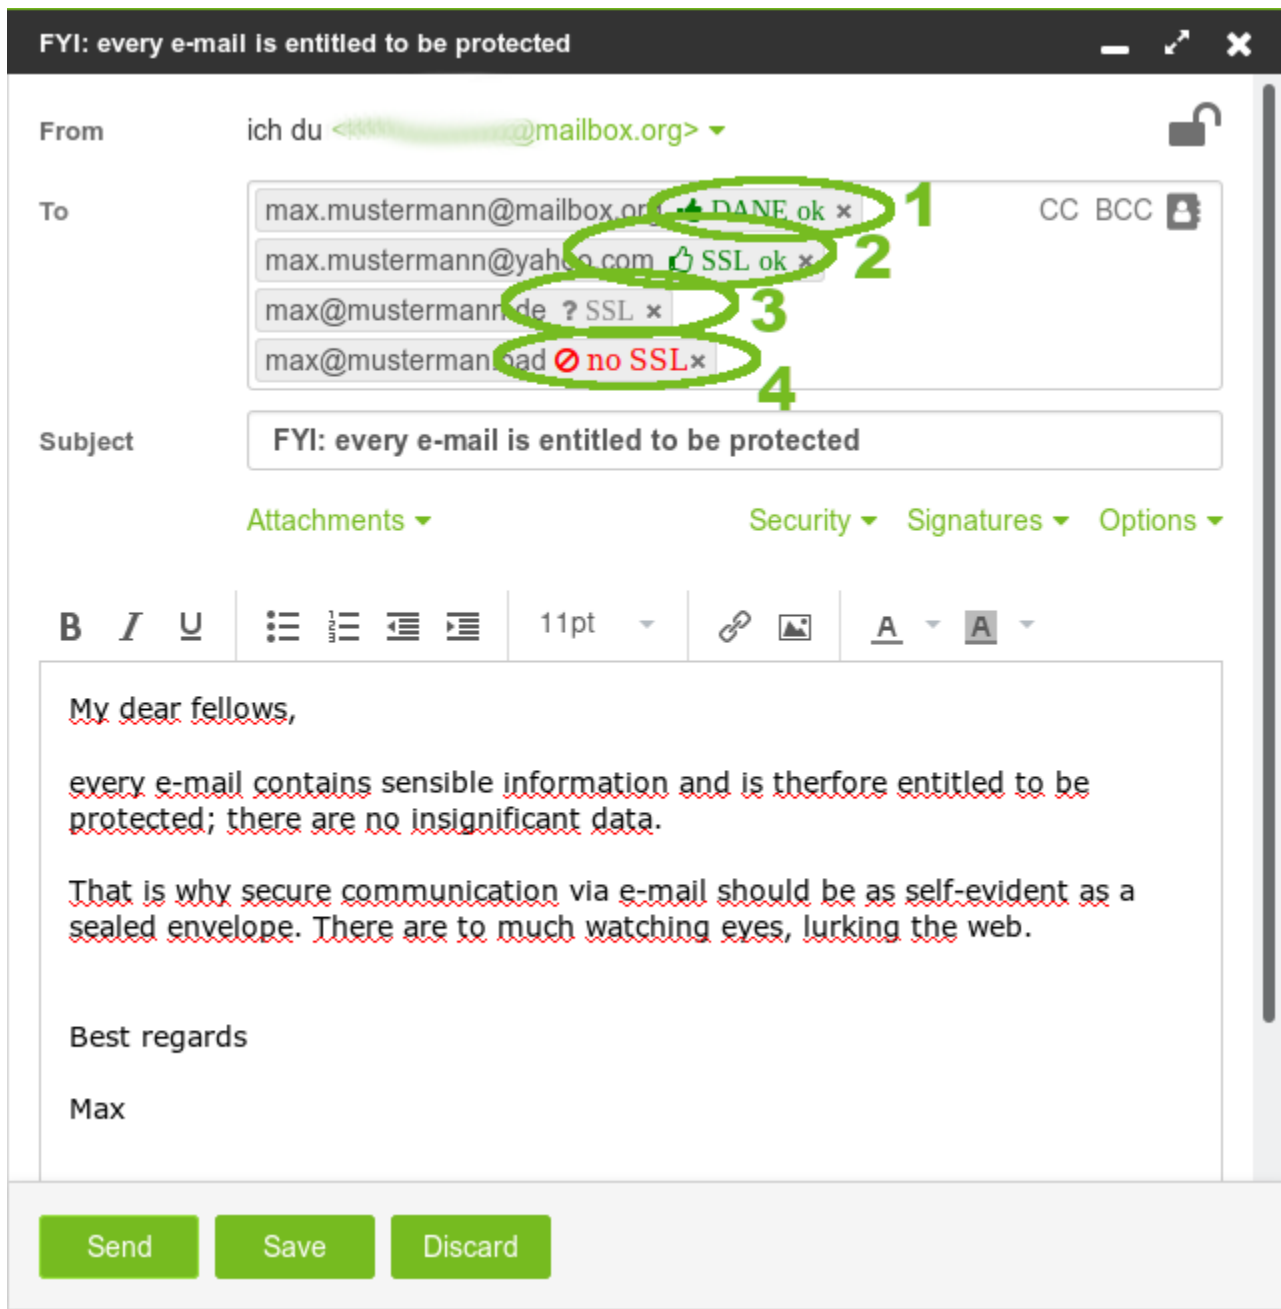 FYI: every e-mail is entitled to be protected
From ich du < @mailbox.org>
To max.mustermann@mailbox.org DANE ok × 1 CC BCC
max.mustermann@yahoo.com SSL ok × 2
max@mustermann.de ? SSL × 3
max@musterman.bad no SSL × 4
Subject FYI: every e-mail is entitled to be protected
Attachments Security Signatures Options
B I U 11pt A A
My dear fellows,
every e-mail contains sensible information and is therfore entitled to be
protected; there are no insignificant data.
That is why secure communication via e-mail should be as self-evident as a
sealed envelope. There are to much watching eyes, lurking the web.
Best regards
Max
Send Save Discard